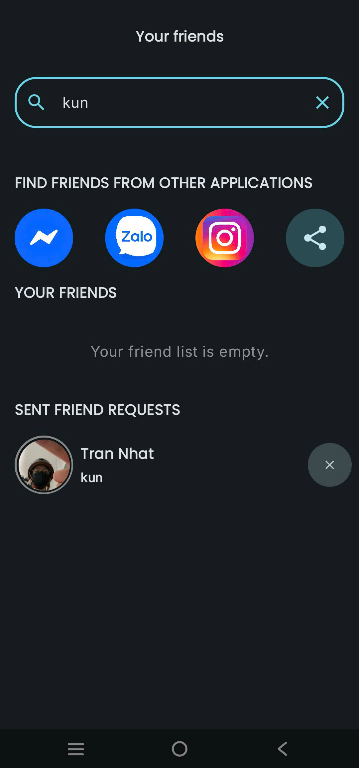 Your friends
kun
FIND FRIENDS FROM OTHER APPLICATIONS
Zalo
YOUR FRIENDS
Your friend list is empty.
SENT FRIEND REQUESTS
Tran Nhat
kun